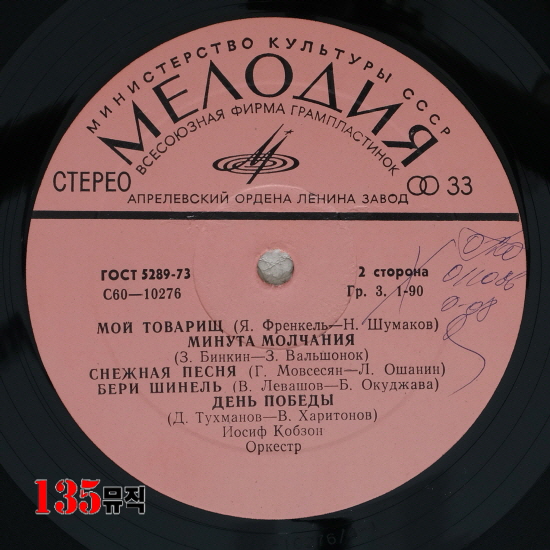 МИНИСТЕРСТВО КУЛЬТУРЫ СССР
МЕЛОДИЯ
ВСЕСОЮЗНАЯ ФИРМА ГРАМПЛАСТИНОК
СТЕРЕО
33
АПРЕЛЕВСКИЙ ОРДЕНА ЛЕНИНА ЗАВОД
ГОСТ 5289-73
2 сторона
С60—10276
Гр. 3. 1-90
МОЙ ТОВАРИЩ (Я. Френкель—Н. Шумаков)
МИНУТА МОЛЧАНИЯ
(З. Бинкин—З. Вальшонок)
СНЕЖНАЯ ПЕСНЯ (Г. Мовсесян—Л. Ошанин)
БЕРИ ШИНЕЛЬ (В. Левашов—Б. Окуджава)
ДЕНЬ ПОБЕДЫ
(Д. Тухманов—В. Харитонов)
Иосиф Кобзон
Оркестр
135뮤직